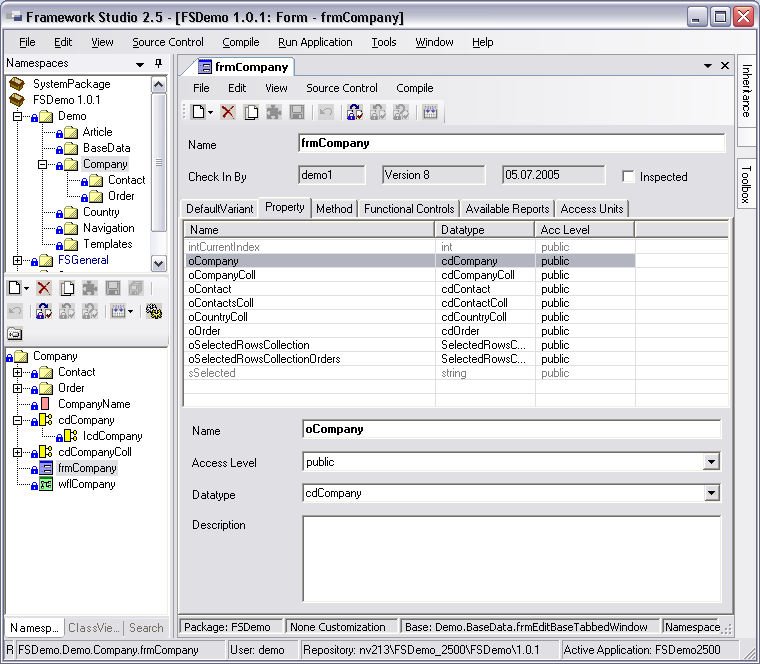 Framework Studio 2.5 - [FSDemo 1.0.1: Form - frmCompany]
File Edit View Source Control Compile Run Application Tools Window Help
Namespaces
SystemPackage
FSDemo 1.0.1
Demo
Article
BaseData
Company
Contact
Order
Country
Navigation
Templates
FSGeneral
Company
Contact
Order
CompanyName
cdCompany
IcdCompany
cdCompanyColl
frmCompany
wflCompany
Namesp... ClassVie... Search
frmCompany
File Edit View Source Control Compile
Name frmCompany
Check In By demo1 Version 8 05.07.2005 Inspected
DefaultVariant Property Method Functional Controls Available Reports Access Units
Name Datatype Acc Level
intCurrentIndex int public
oCompany cdCompany public
oCompanyColl cdCompanyColl public
oContact cdContact public
oContactsColl cdContactColl public
oCountryColl cdCountryColl public
oOrder cdOrder public
oSelectedRowsCollection SelectedRowsC... public
oSelectedRowsCollectionOrders SelectedRowsC... public
sSelected string public
Name oCompany
Access Level public
Datatype cdCompany
Description
Package: FSDemo None Customization Base: Demo.BaseData.frmEditBaseTabbedWindow Namespace
Inheritance
Toolbox
R FSDemo.Demo.Company.frmCompany User: demo Repository: nv213\FSDemo_2500\FSDemo\1.0.1 Active Application: FSDemo2500